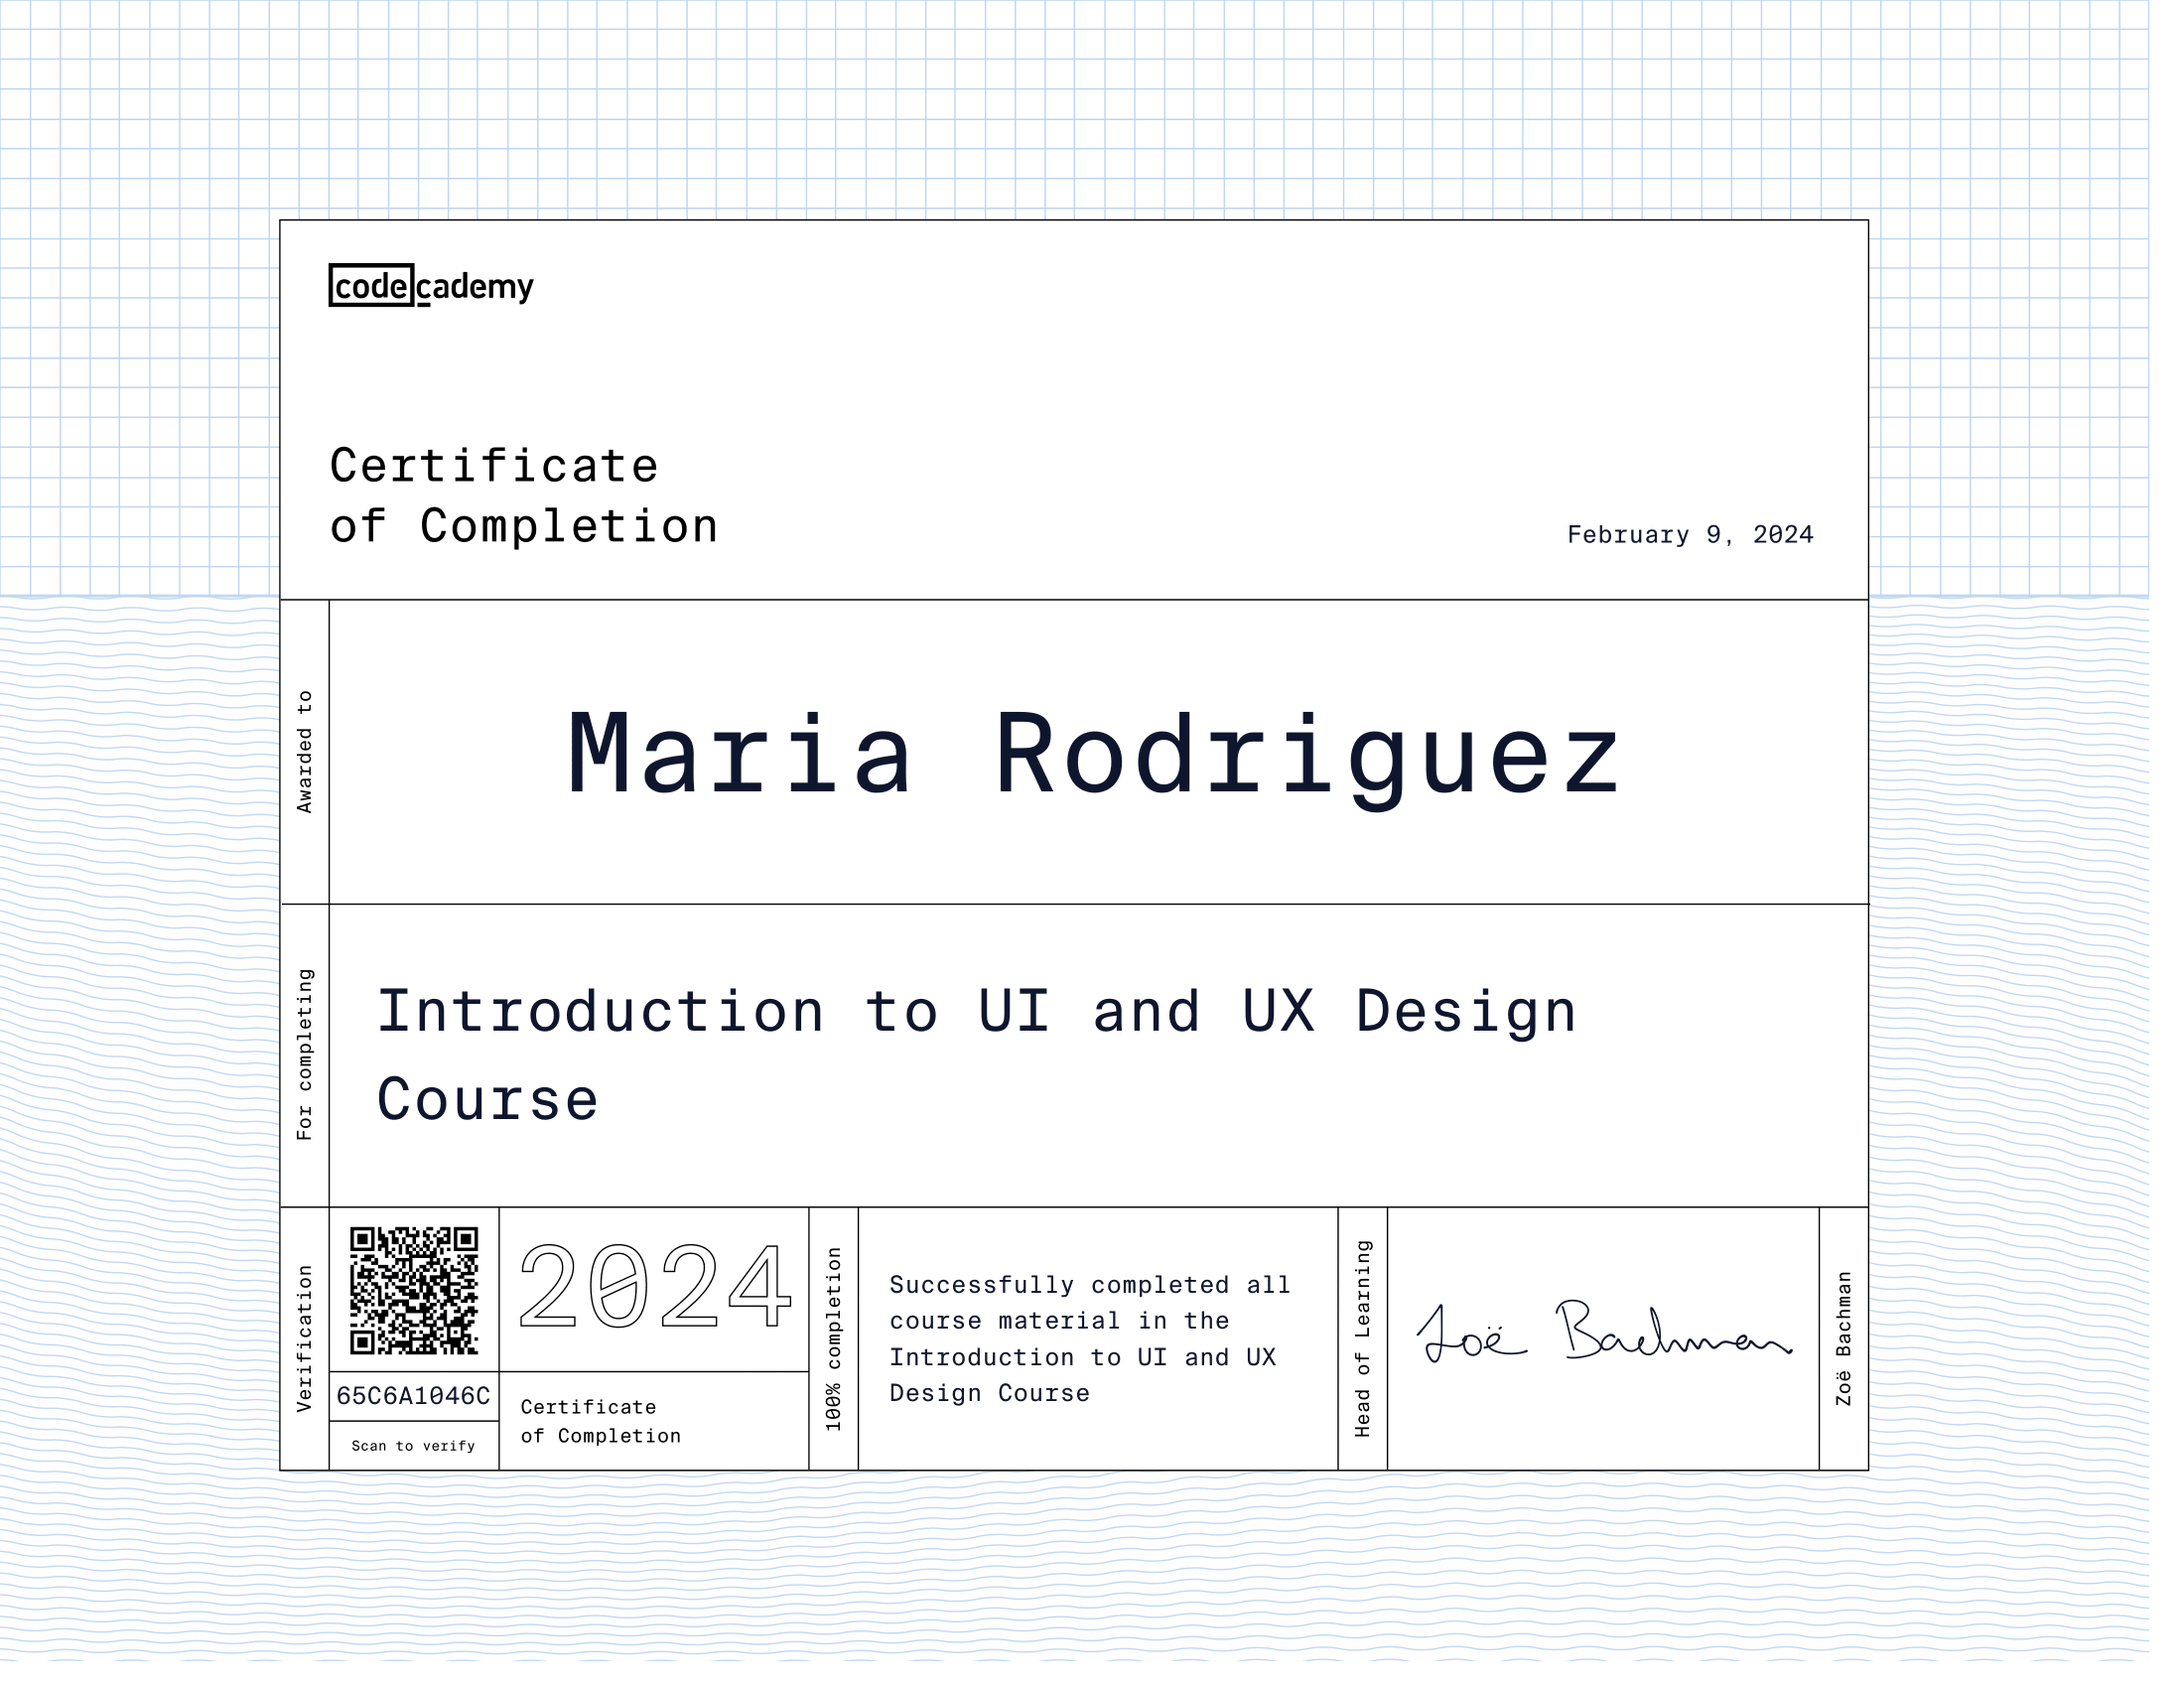 codecademy
Certificate
of Completion
February 9, 2024
Awarded to
Maria Rodriguez
For completing
Introduction to UI and UX Design
Course
Verification
65C6A1046C
Scan to verify
2024
Certificate
of Completion
100% completion
Successfully completed all
course material in the
Introduction to UI and UX
Design Course
Head of Learning
Zoë Bachman
Zoë Bachman